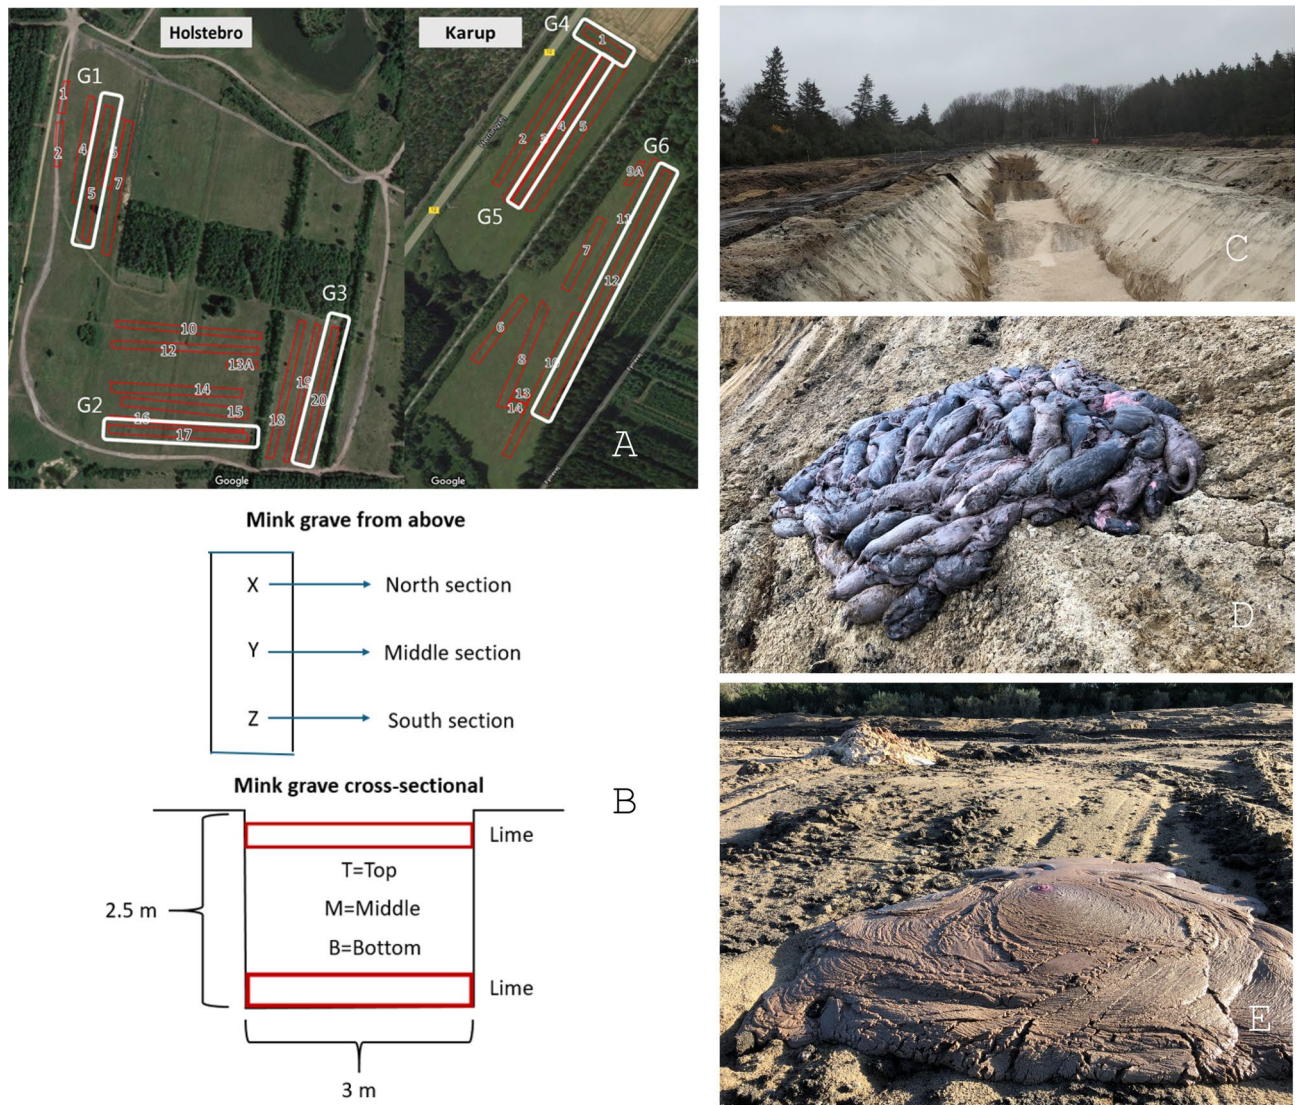 Holstebro
Karup
G1
1
2
4
5
6
7
10
12
13A
14
15
G2
16
17
18
19
20
G3
Google
G4
1
12
2
3
4
5
G5
G6
9A
11
7
12
6
8
10
13
14
12
Google
A
Mink grave from above
X
North section
Y
Middle section
Z
South section
Mink grave cross-sectional
B
Lime
T=Top
2.5 m
M=Middle
B=Bottom
Lime
3 m
C
D
E